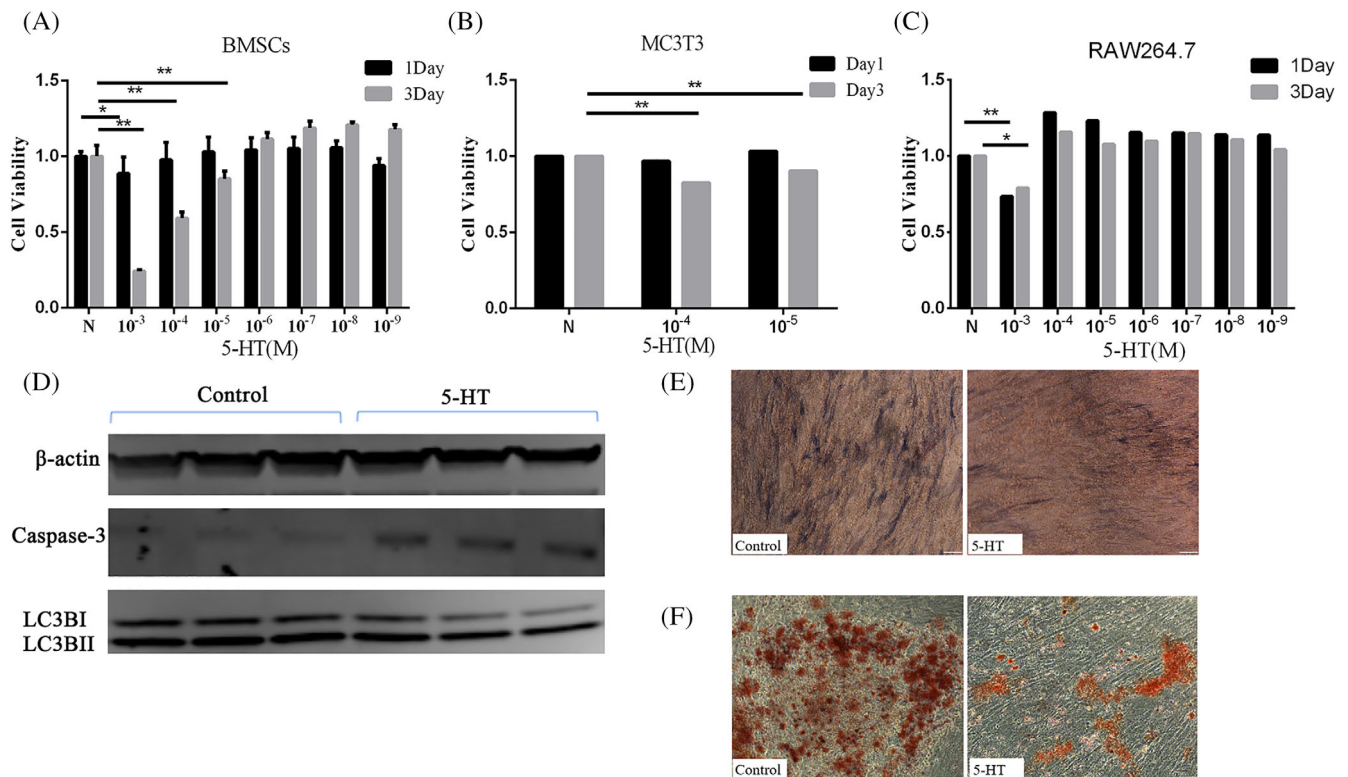 (A)
BMSCs
1Day
3Day
**
**
*
**
Cell Viability
1.5
1.0
0.5
0.0
N 10-3 10-4 10-5 10-6 10-7 10-8 10-9
5-HT(M)
(B)
MC3T3
Day1
Day3
**
**
Cell Viability
1.5
1.0
0.5
0.0
N 10-4 10-5
5-HT(M)
(C)
RAW264.7
1Day
3Day
**
*
Cell Viability
1.5
1.0
0.5
0.0
N 10-3 10-4 10-5 10-6 10-7 10-8 10-9
5-HT(M)
(D)
Control 5-HT
β-actin
Caspase-3
LC3BI
LC3BII
(E)
Control
5-HT
(F)
Control
5-HT